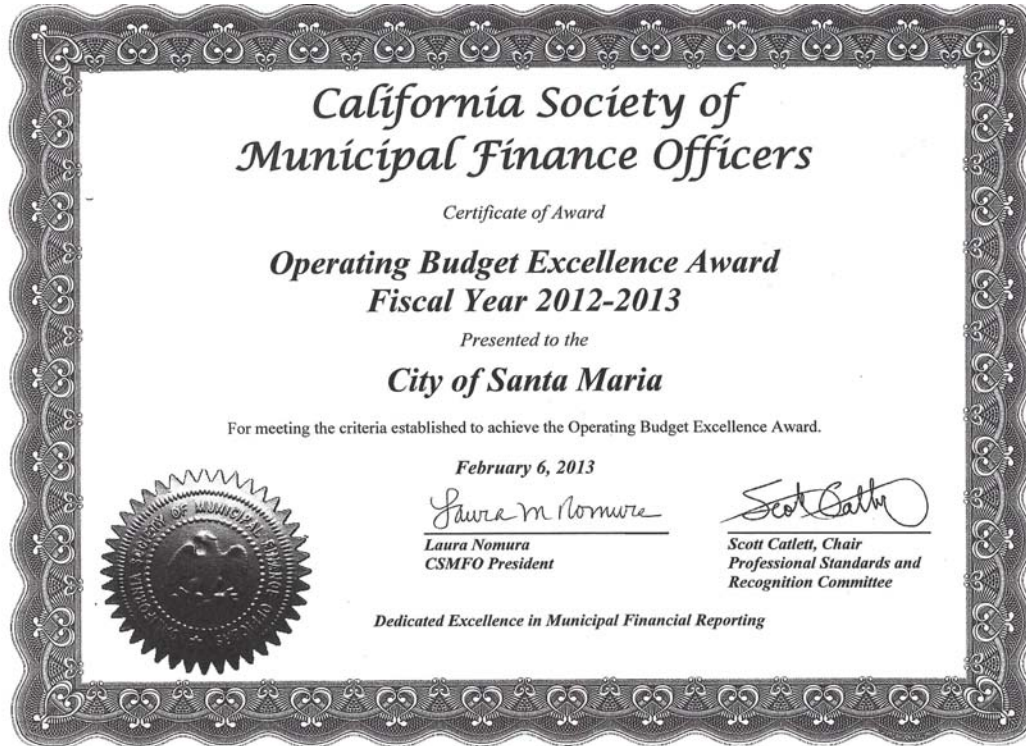 California Society of
Municipal Finance Officers
Certificate of Award
Operating Budget Excellence Award
Fiscal Year 2012-2013
Presented to the
City of Santa Maria
For meeting the criteria established to achieve the Operating Budget Excellence Award.
February 6, 2013
Laura M Nomura
Laura Nomura
CSMFO President
Scott Catlett, Chair
Professional Standards and
Recognition Committee
Dedicated Excellence in Municipal Financial Reporting